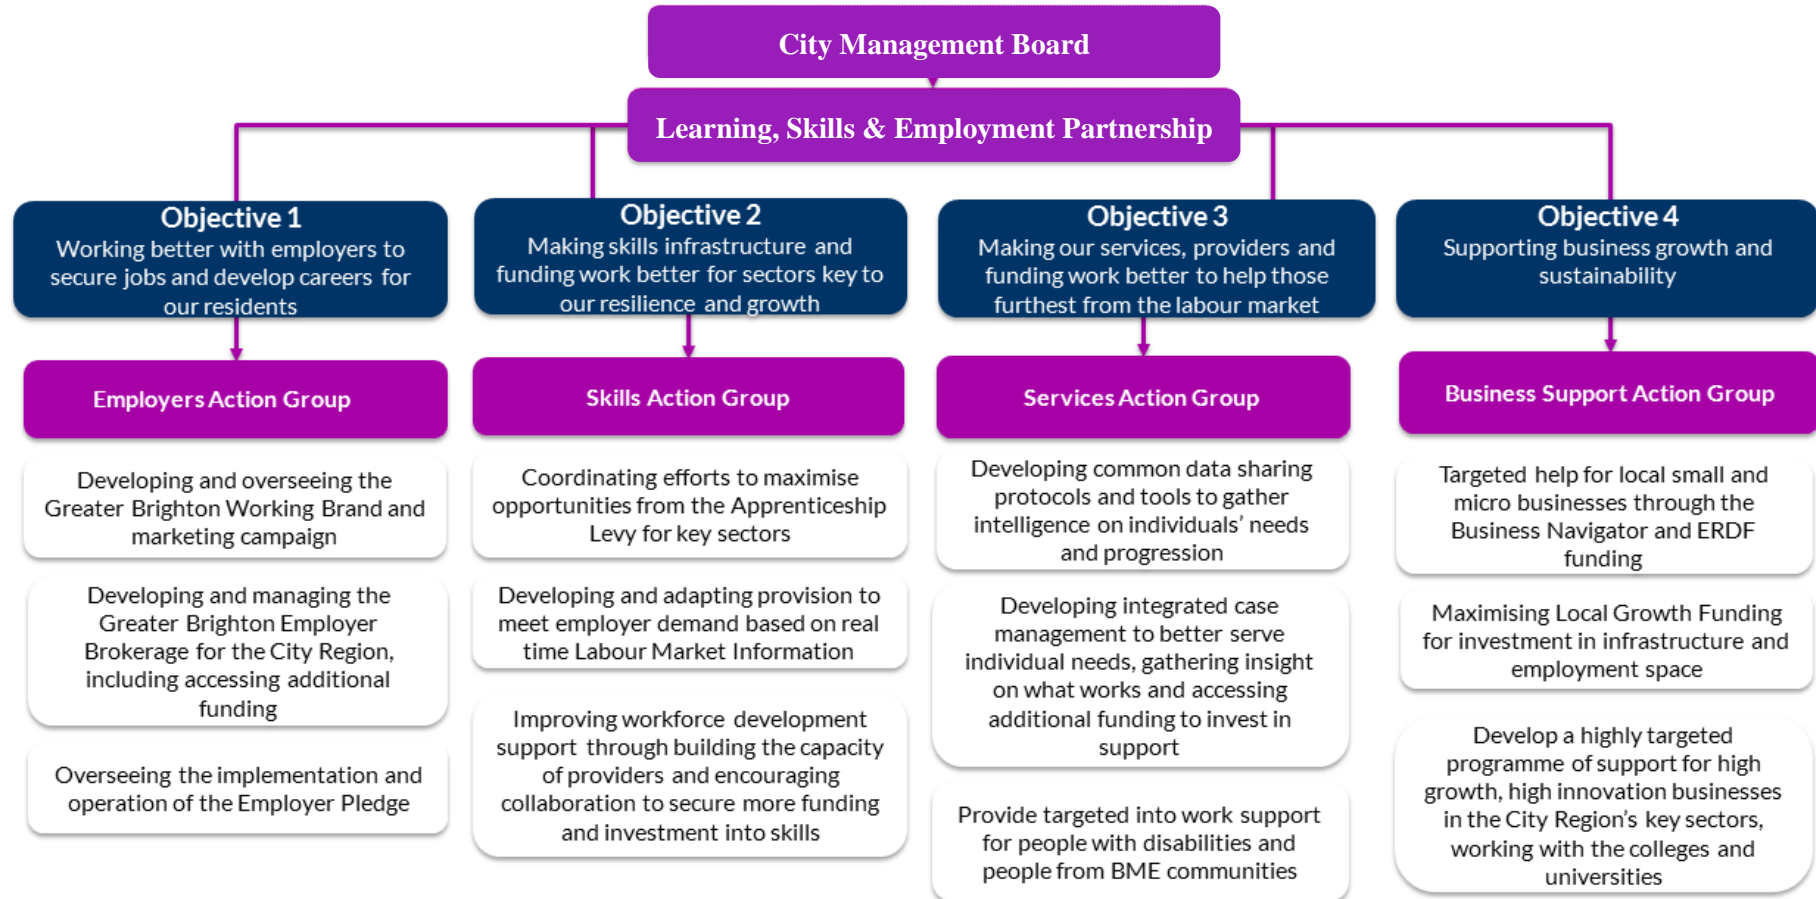 City Management Board
Learning, Skills & Employment Partnership
Objective 1
Working better with employers to
secure jobs and develop careers for
our residents
Employers Action Group
Developing and overseeing the
Greater Brighton Working Brand and
marketing campaign
Developing and managing the
Greater Brighton Employer
Brokerage for the City Region,
including accessing additional
funding
Overseeing the implementation and
operation of the Employer Pledge
Objective 2
Making skills infrastructure and
funding work better for sectors key to
our resilience and growth
Skills Action Group
Coordinating efforts to maximise
opportunities from the Apprenticeship
Levy for key sectors
Developing and adapting provision to
meet employer demand based on real
time Labour Market Information
Improving workforce development
support through building the capacity
of providers and encouraging
collaboration to secure more funding
and investment into skills
Objective 3
Making our services, providers and
funding work better to help those
furthest from the labour market
Services Action Group
Developing common data sharing
protocols and tools to gather
intelligence on individuals’ needs
and progression
Developing integrated case
management to better serve
individual needs, gathering insight
on what works and accessing
additional funding to invest in
support
Provide targeted into work support
for people with disabilities and
people from BME communities
Objective 4
Supporting business growth and
sustainability
Business Support Action Group
Targeted help for local small and
micro businesses through the
Business Navigator and ERDF
funding
Maximising Local Growth Funding
for investment in infrastructure and
employment space
Develop a highly targeted
programme of support for high
growth, high innovation businesses
in the City Region’s key sectors,
working with the colleges and
universities